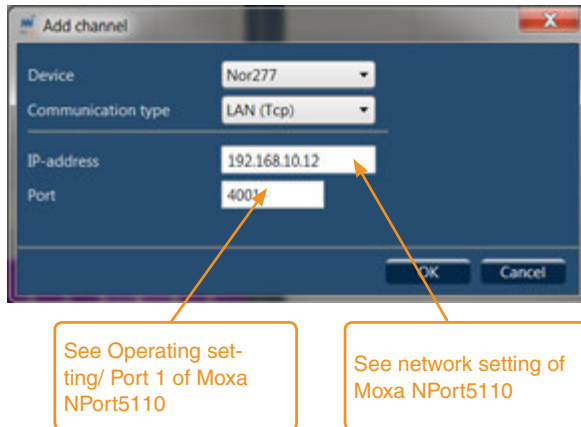 Add channel
Device Nor277
Communication type LAN (Tcp)
IP-address 192.168.10.12
Port 4001
OK Cancel
See Operating set-
ting/ Port 1 of Moxa
NPort5110
See network setting of
Moxa NPort5110